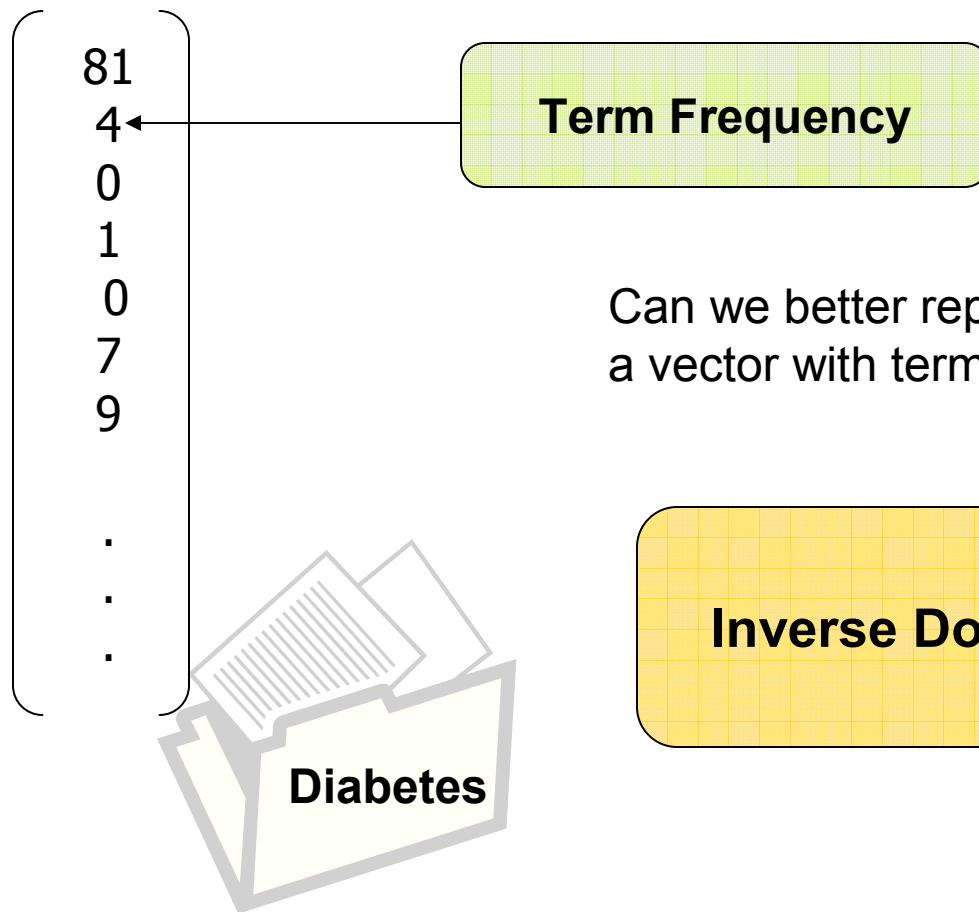 81
4
0
1
0
7
9
.
.
.
Term Frequency
Can we better rep
a vector with term
Inverse Do
Diabetes